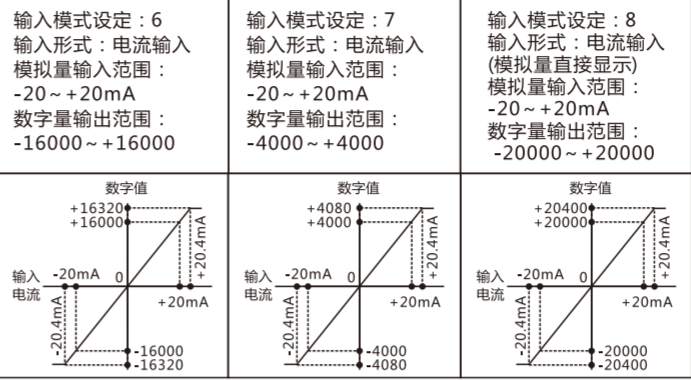 输入模式设定：6
输入形式：电流输入
模拟量输入范围：
-20～+20mA
数字量输出范围：
-16000～+16000
输入模式设定：7
输入形式：电流输入
模拟量输入范围：
-20～+20mA
数字量输出范围：
-4000～+4000
输入模式设定：8
输入形式：电流输入
(模拟量直接显示)
模拟量输入范围：
-20～+20mA
数字量输出范围：
-20000～+20000
数字值
+16320
+16000
+20.4mA
-20mA
0
输入
电流
+20mA
-20.4mA
-16000
-16320
数字值
+4080
+4000
+20.4mA
-20mA
0
输入
电流
+20mA
-20.4mA
-4000
-4080
数字值
+20400
+20000
+20.4mA
-20mA
0
输入
电流
+20mA
-20.4mA
-20000
-20400